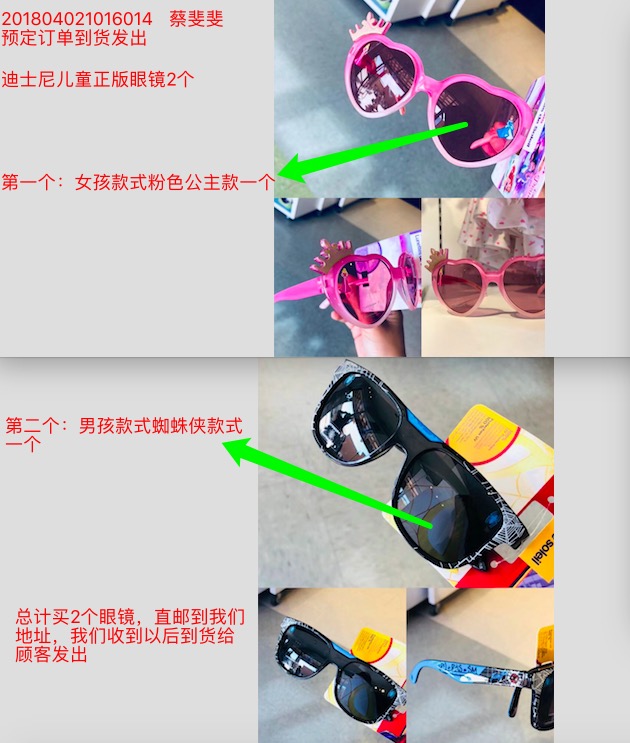 201804021016014 蔡斐斐
预定订单到货发出
迪士尼儿童正版眼镜2个
第一个：女孩款式粉色公主款一个
第二个：男孩款式蜘蛛侠款式
一个
soleil
总计买2个眼镜，直邮到我们
地址，我们收到以后到货给
顾客发出